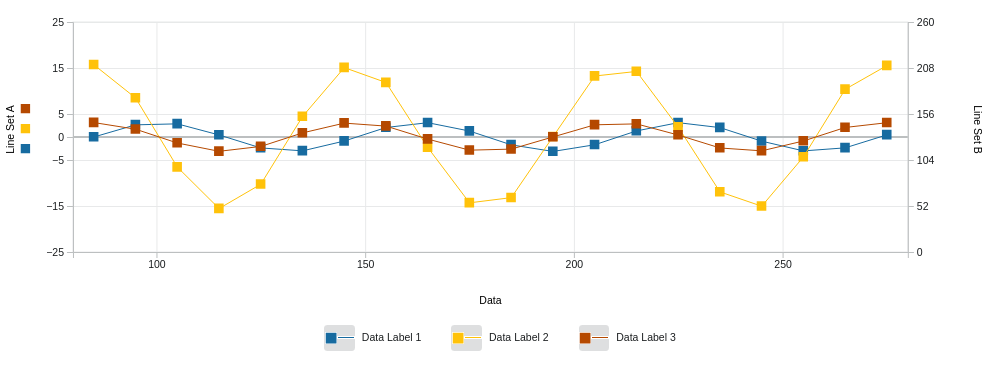 25
15
5
0
−5
−15
−25
260
208
156
104
52
0
Line Set A
Line Set B
100
150
200
250
Data
Data Label 1
Data Label 2
Data Label 3